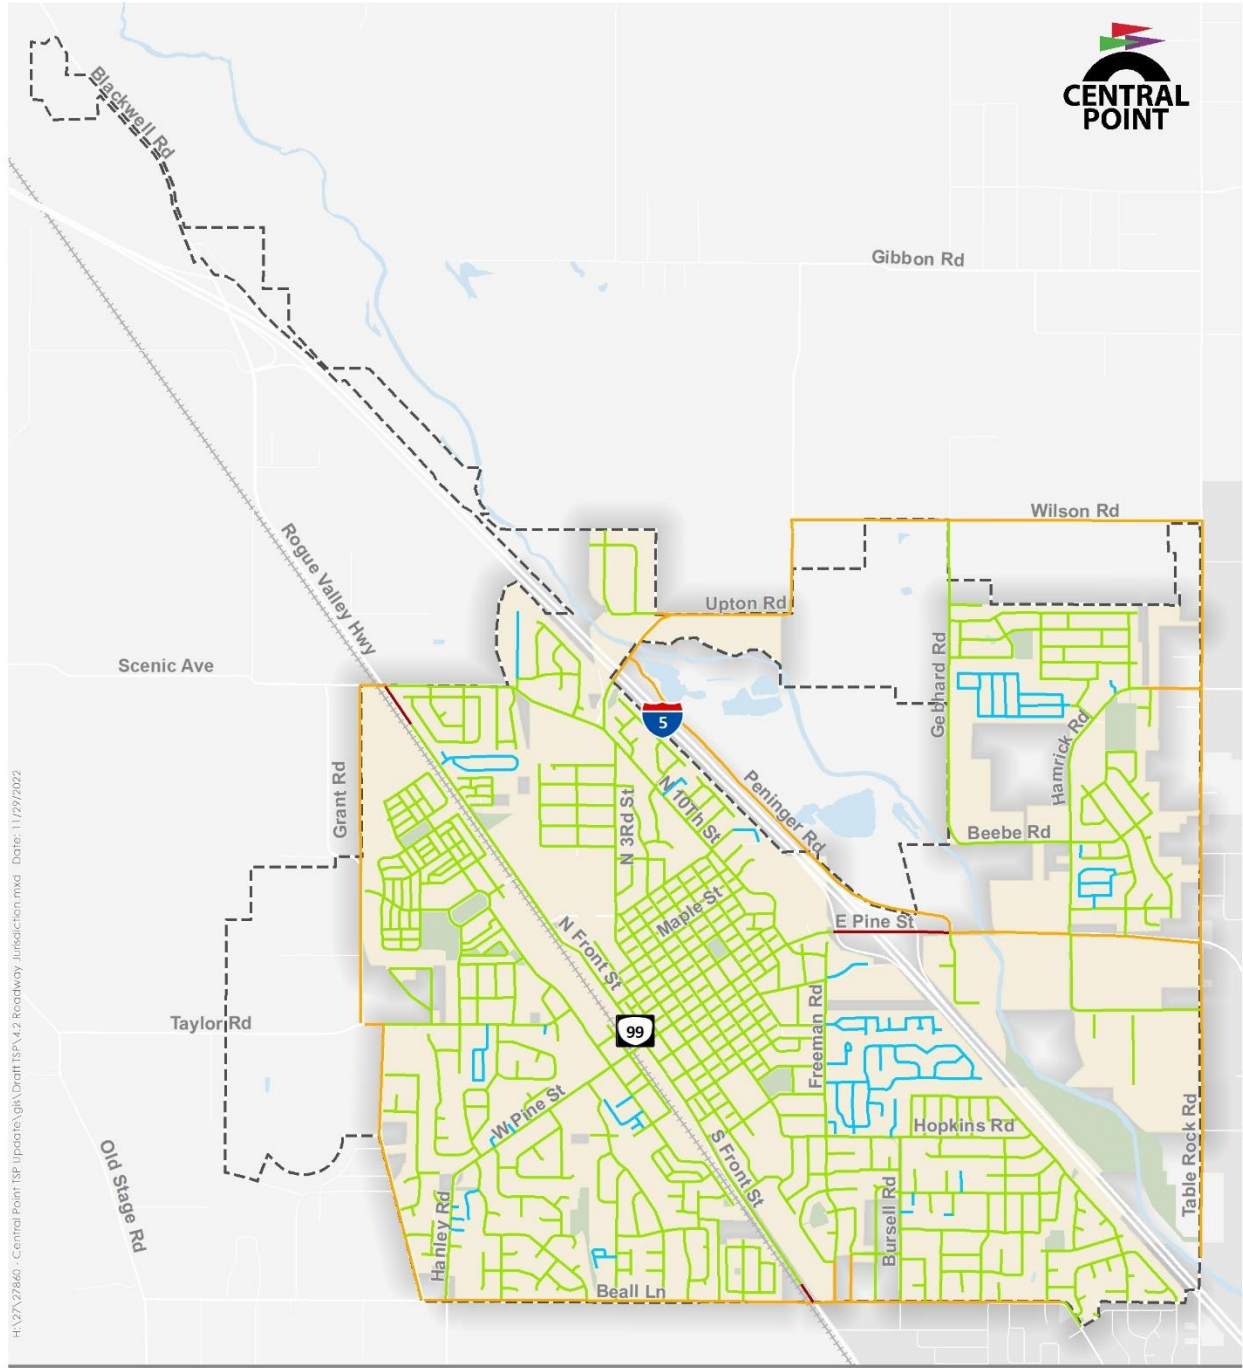 CENTRAL
POINT
Blackwell Rd
Gibbon Rd
Wilson Rd
Rogue Valley Hwy
Upton Rd
Scenic Ave
Gebhard Rd
5
Hamrick Rd
Grant Rd
N 3Rd St
N 10Th St
Peninger Rd
Beebe Rd
Maple St
E Pine St
N Front St
Taylor Rd
99
Freeman Rd
W Pine St
Hopkins Rd
Table Rock Rd
S Front St
Old Stage Rd
Hanley Rd
Bursell Rd
Beall Ln
H:\27\27860 - Central Point TSP Update\gis\Draft TSP\4.2 Roadway Jurisdiction.mxd Date: 11/29/2022